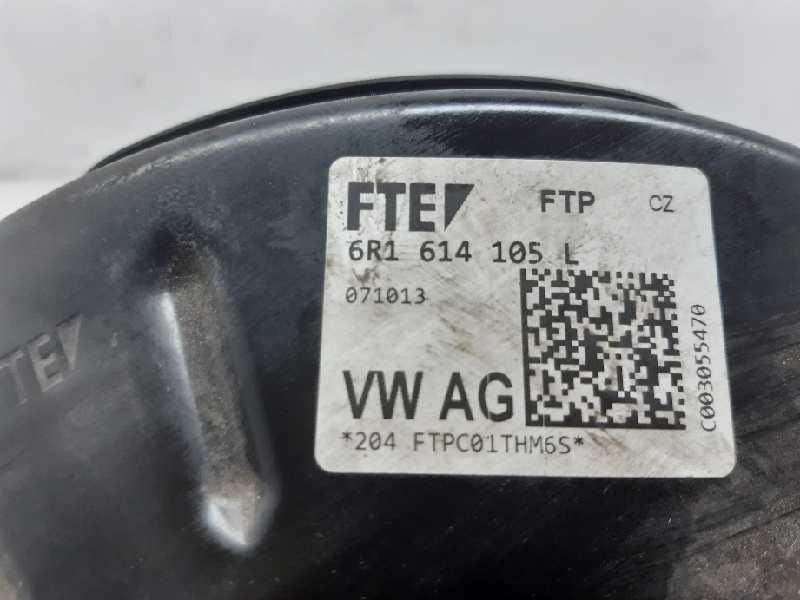 FTE FTP CZ
6R1 614 105 L
071013
VW AG
*204 FTPC01THM6S*
C003055470
FTE